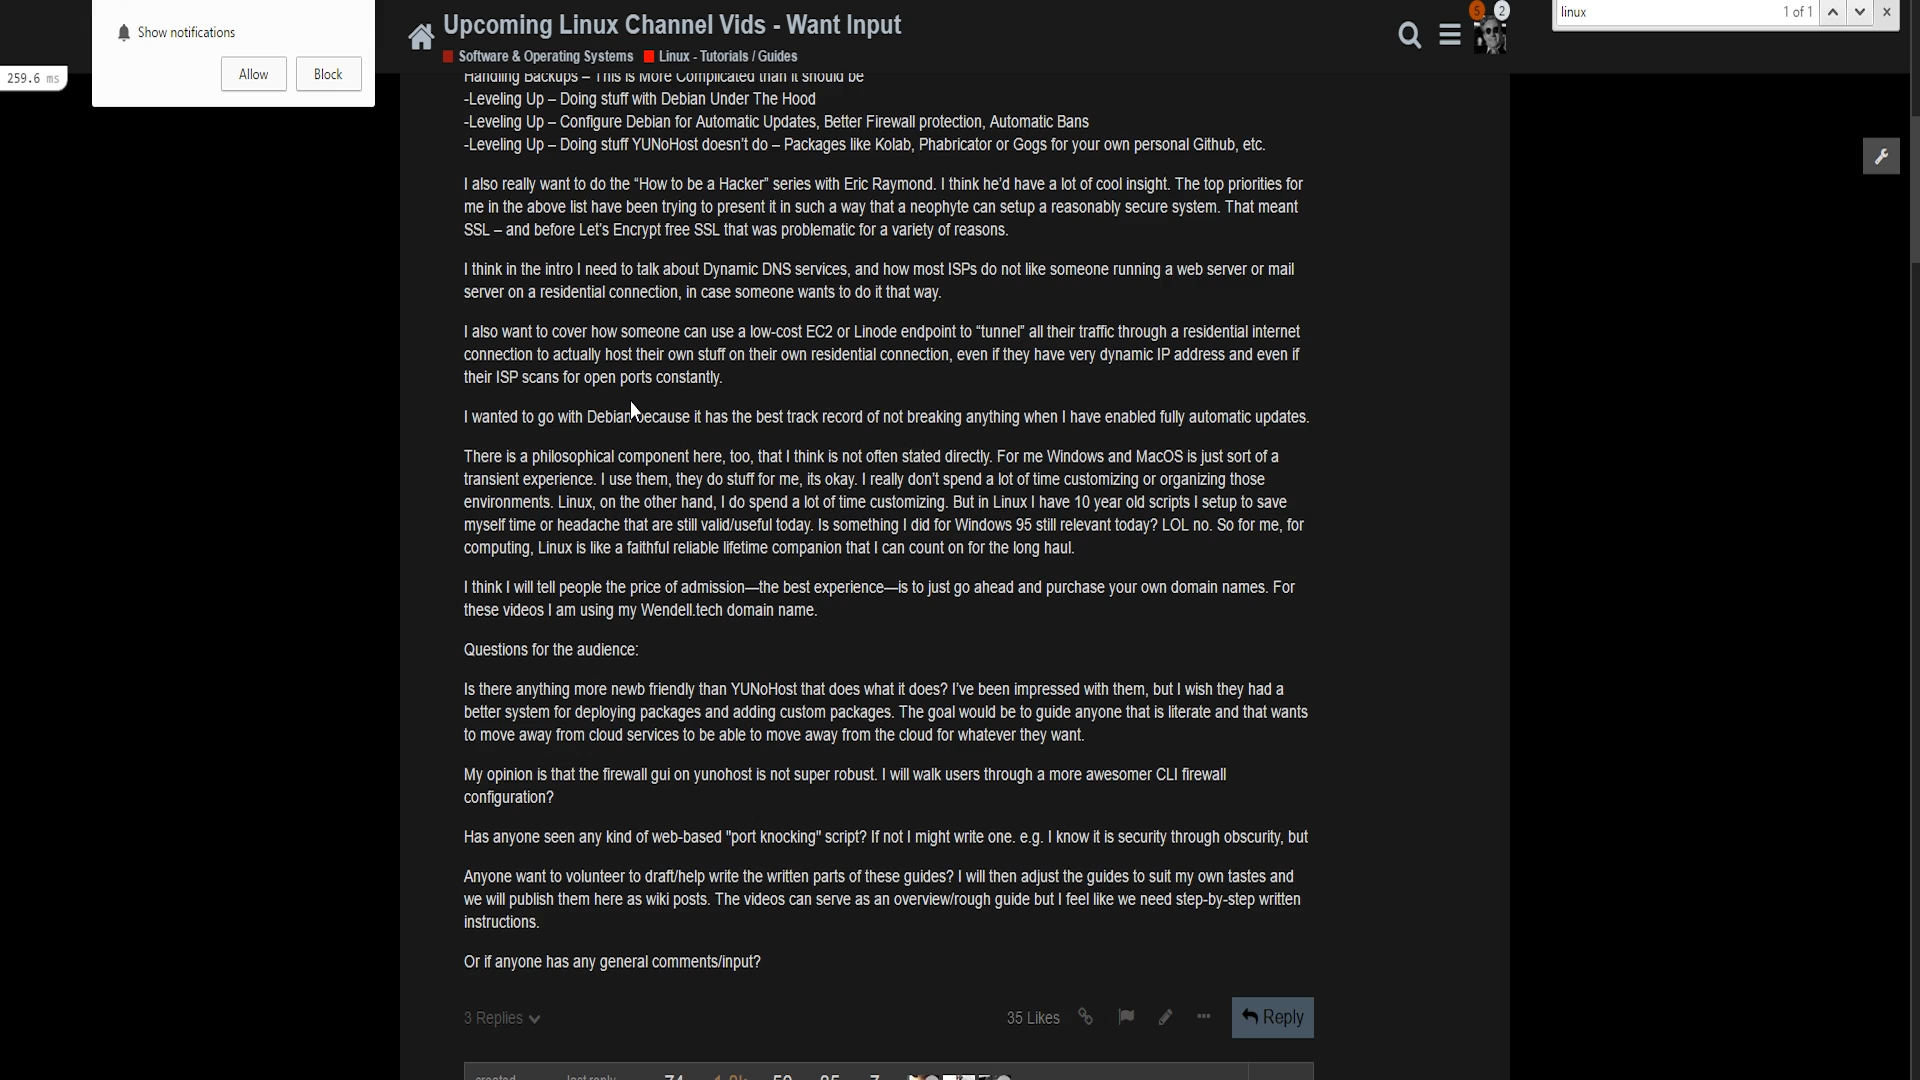 Show notifications
Allow
Block
259.6 ms
Upcoming Linux Channel Vids - Want Input
Software & Operating Systems
Linux - Tutorials / Guides
5
2
linux
1 of 1
Handling Backups – This is More Complicated than it should be
-Leveling Up – Doing stuff with Debian Under The Hood
-Leveling Up – Configure Debian for Automatic Updates, Better Firewall protection, Automatic Bans
-Leveling Up – Doing stuff YUNoHost doesn't do – Packages like Kolab, Phabricator or Gogs for your own personal Github, etc.
I also really want to do the “How to be a Hacker” series with Eric Raymond. I think he’d have a lot of cool insight. The top priorities for
me in the above list have been trying to present it in such a way that a neophyte can setup a reasonably secure system. That meant
SSL – and before Let’s Encrypt free SSL that was problematic for a variety of reasons.
I think in the intro I need to talk about Dynamic DNS services, and how most ISPs do not like someone running a web server or mail
server on a residential connection, in case someone wants to do it that way.
I also want to cover how someone can use a low-cost EC2 or Linode endpoint to “tunnel” all their traffic through a residential internet
connection to actually host their own stuff on their own residential connection, even if they have very dynamic IP address and even if
their ISP scans for open ports constantly.
I wanted to go with Debian because it has the best track record of not breaking anything when I have enabled fully automatic updates.
There is a philosophical component here, too, that I think is not often stated directly. For me Windows and MacOS is just sort of a
transient experience. I use them, they do stuff for me, its okay. I really don’t spend a lot of time customizing or organizing those
environments. Linux, on the other hand, I do spend a lot of time customizing. But in Linux I have 10 year old scripts I setup to save
myself time or headache that are still valid/useful today. Is something I did for Windows 95 still relevant today? LOL no. So for me, for
computing, Linux is like a faithful reliable lifetime companion that I can count on for the long haul.
I think I will tell people the price of admission—the best experience—is to just go ahead and purchase your own domain names. For
these videos I am using my Wendell.tech domain name.
Questions for the audience:
Is there anything more newb friendly than YUNoHost that does what it does? I’ve been impressed with them, but I wish they had a
better system for deploying packages and adding custom packages. The goal would be to guide anyone that is literate and that wants
to move away from cloud services to be able to move away from the cloud for whatever they want.
My opinion is that the firewall gui on yunohost is not super robust. I will walk users through a more awesomer CLI firewall
configuration?
Has anyone seen any kind of web-based "port knocking" script? If not I might write one. e.g. I know it is security through obscurity, but
Anyone want to volunteer to draft/help write the written parts of these guides? I will then adjust the guides to suit my own tastes and
we will publish them here as wiki posts. The videos can serve as an overview/rough guide but I feel like we need step-by-step written
instructions.
Or if anyone has any general comments/input?
3 Replies
35 Likes
Reply
created
last reply